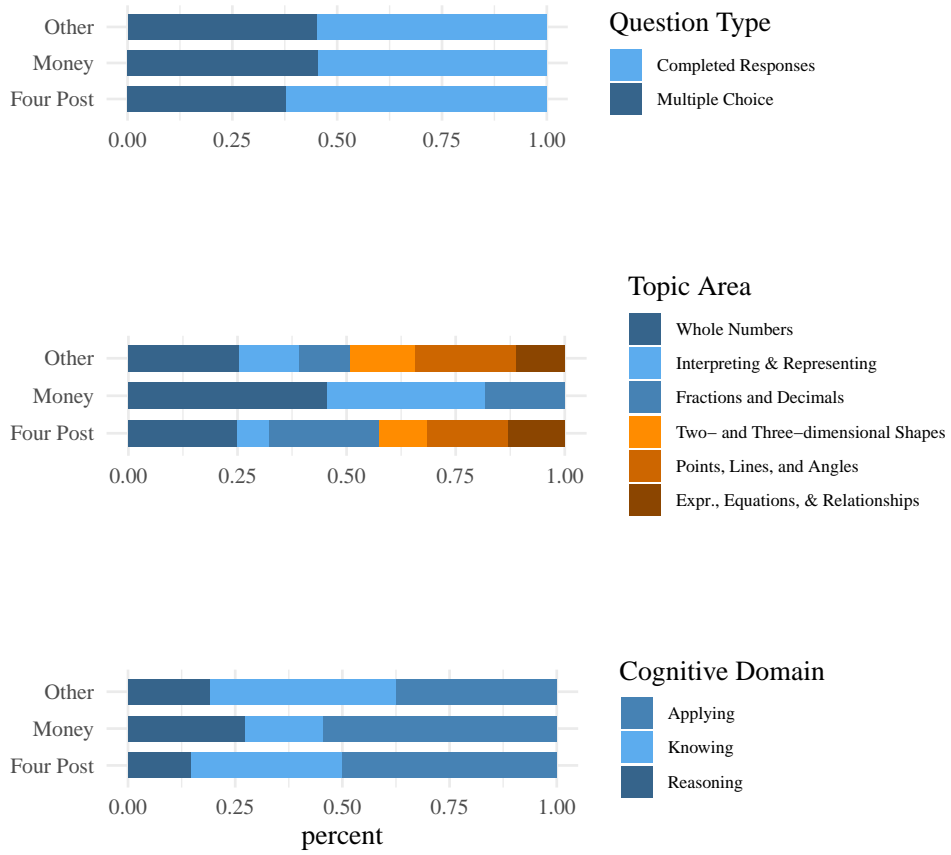 Other
Money
Four Post
0.00 0.25 0.50 0.75 1.00
Question Type
Completed Responses
Multiple Choice
Other
Money
Four Post
0.00 0.25 0.50 0.75 1.00
Topic Area
Whole Numbers
Interpreting & Representing
Fractions and Decimals
Two− and Three−dimensional Shapes
Points, Lines, and Angles
Expr., Equations, & Relationships
Other
Money
Four Post
0.00 0.25 0.50 0.75 1.00
percent
Cognitive Domain
Applying
Knowing
Reasoning